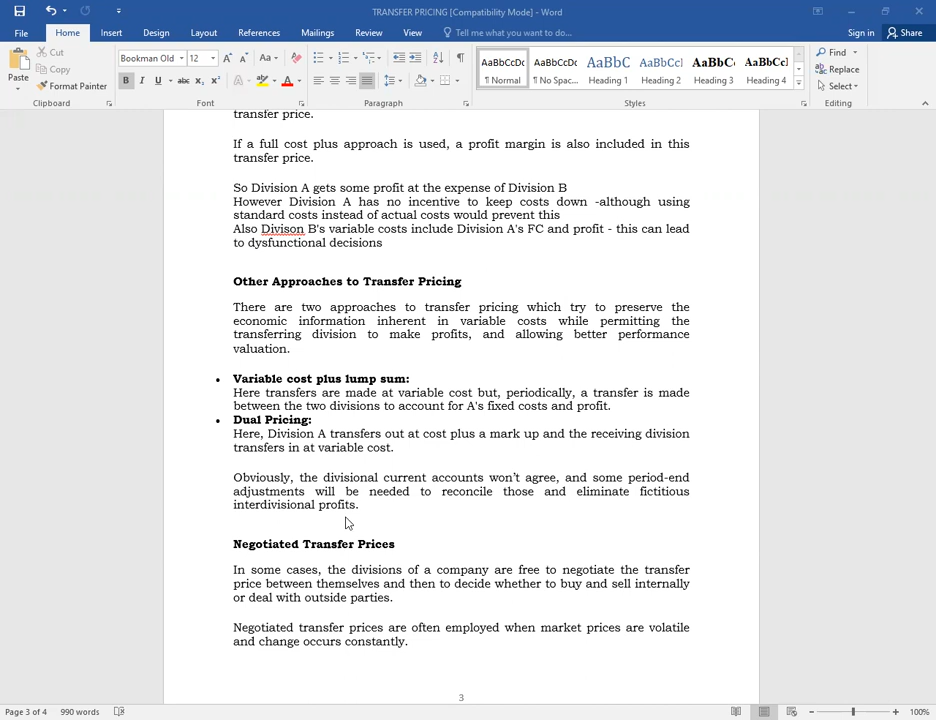 TRANSFER PRICING [Compatibility Mode] - Word
File Home Insert Design Layout References Mailings Review View Tell me what you want to do... Sign in Share
Paste
Cut
Copy
Format Painter
Clipboard
Bookman Old 12
Font
Paragraph
AaBbCcDc AaBbCcDc AaBbC AaBbCcI AaBbCc AaBbCcl
¶ Normal ¶ No Spac... Heading 1 Heading 2 Heading 3 Heading 4
Styles
Find
Replace
Select
Editing
transfer price.
If a full cost plus approach is used, a profit margin is also included in this
transfer price.
So Division A gets some profit at the expense of Division B
However Division A has no incentive to keep costs down -although using
standard costs instead of actual costs would prevent this
Also Divison B's variable costs include Division A's FC and profit - this can lead
to dysfunctional decisions
Other Approaches to Transfer Pricing
There are two approaches to transfer pricing which try to preserve the
economic information inherent in variable costs while permitting the
transferring division to make profits, and allowing better performance
valuation.
• Variable cost plus lump sum:
Here transfers are made at variable cost but, periodically, a transfer is made
between the two divisions to account for A's fixed costs and profit.
• Dual Pricing:
Here, Division A transfers out at cost plus a mark up and the receiving division
transfers in at variable cost.
Obviously, the divisional current accounts won’t agree, and some period-end
adjustments will be needed to reconcile those and eliminate fictitious
interdivisional profits.
Negotiated Transfer Prices
In some cases, the divisions of a company are free to negotiate the transfer
price between themselves and then to decide whether to buy and sell internally
or deal with outside parties.
Negotiated transfer prices are often employed when market prices are volatile
and change occurs constantly.
3
Page 3 of 4 990 words 100%